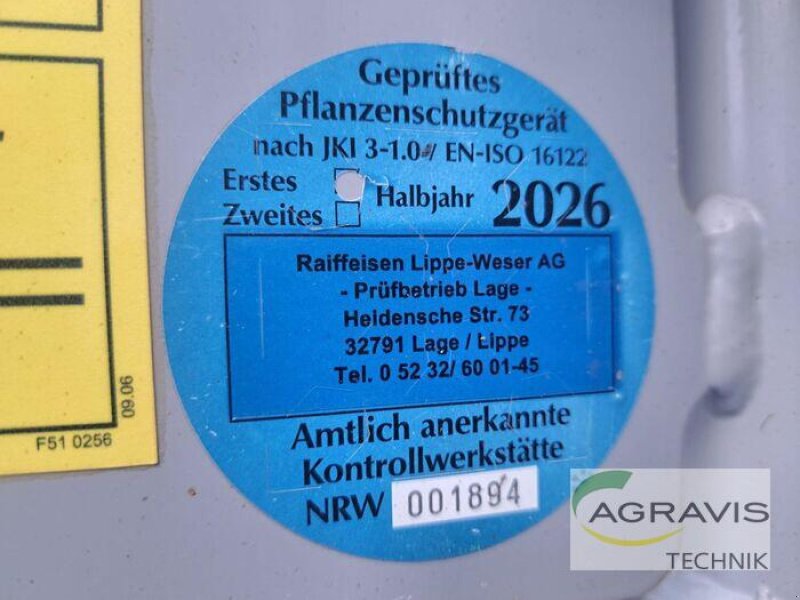 Geprüftes
Pflanzenschutzgerät
nach JKI 3-1.0 / EN-ISO 16122
Erstes
Zweites
Halbjahr 2026
Raiffeisen Lippe-Weser AG
- Prüfbetrieb Lage -
Heldensche Str. 73
32791 Lage / Lippe
Tel. 0 52 32/ 60 01-45
Amtlich anerkannte
Kontrollwerkstätte
NRW 001894
09.06
F51 0256
AGRAVIS
TECHNIK